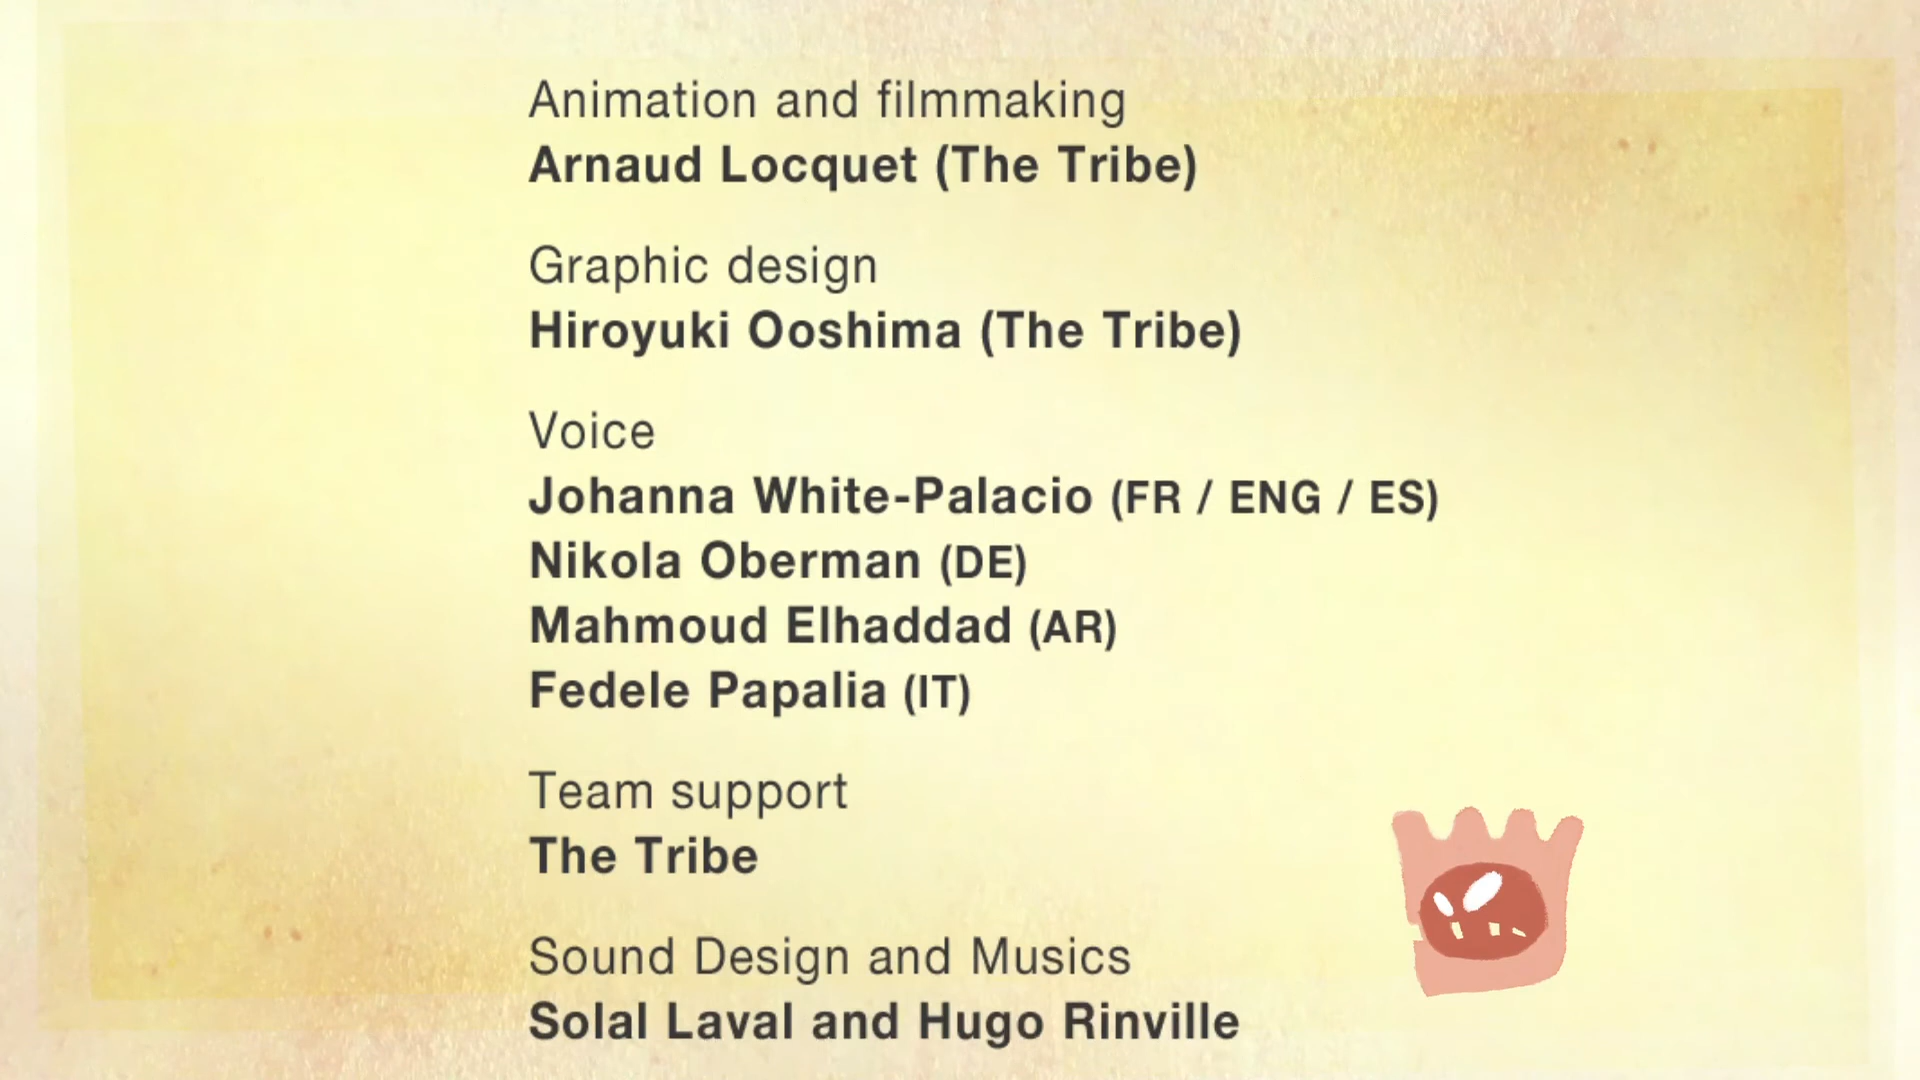 Animation and filmmaking
Arnaud Locquet (The Tribe)
Graphic design
Hiroyuki Ooshima (The Tribe)
Voice
Johanna White-Palacio (FR / ENG / ES)
Nikola Oberman (DE)
Mahmoud Elhaddad (AR)
Fedele Papalia (IT)
Team support
The Tribe
Sound Design and Musics
Solal Laval and Hugo Rinville